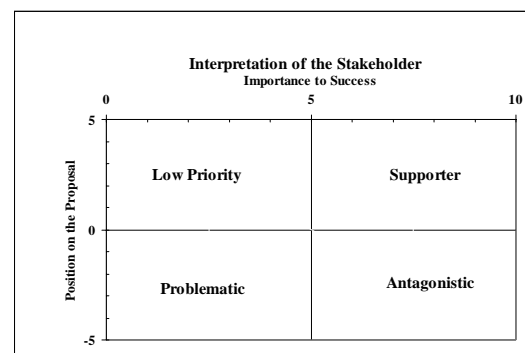 Interpretation of the Stakeholder
Importance to Success
0 5 10
5
Low Priority Supporter
Position on the Proposal
0
Problematic Antagonistic
-5